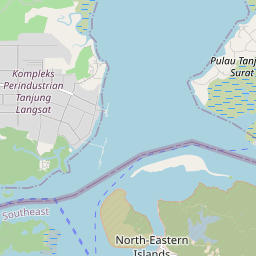 Pulau Tanj
Surat
Kompleks
Perindustrian
Tanjung
Langsat
Southeast
North-Eastern
Islands